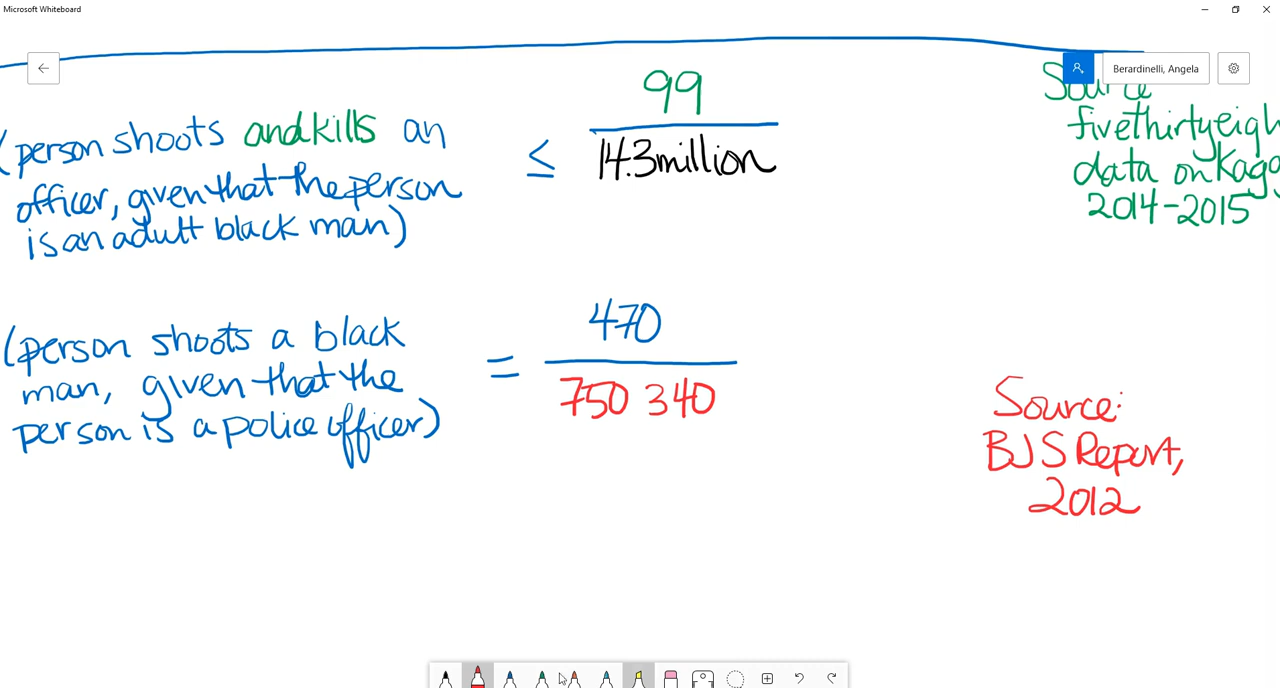 Microsoft Whiteboard
Berardinelli, Angela
99
14.3million
≤
(person shoots and kills an
officer, given that the person
is an adult black man)
Source
fivethirtyeigh
data on Kagg
2014-2015
(person shoots a black
man, given that the
person is a police officer)
=
470
750 340
Source:
BJS Report,
2012